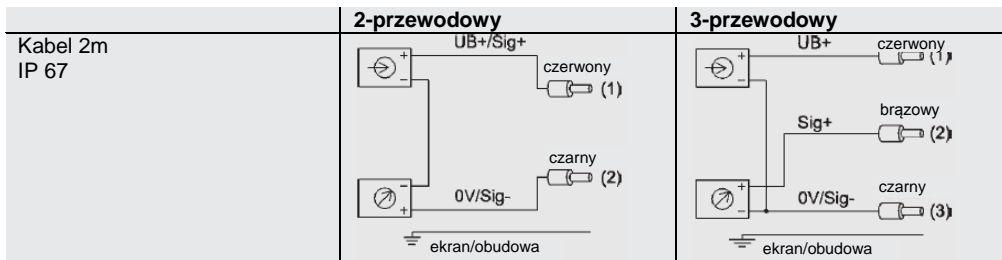 2-przewodowy
3-przewodowy
Kabel 2m
IP 67
UB+/Sig+
+
−
czerwony
(1)
czarny
(2)
−
+
0V/Sig-
ekran/obudowa
UB+
+
−
czerwony
(1)
Sig+
brązowy
(2)
+
−
0V/Sig-
czarny
(3)
ekran/obudowa